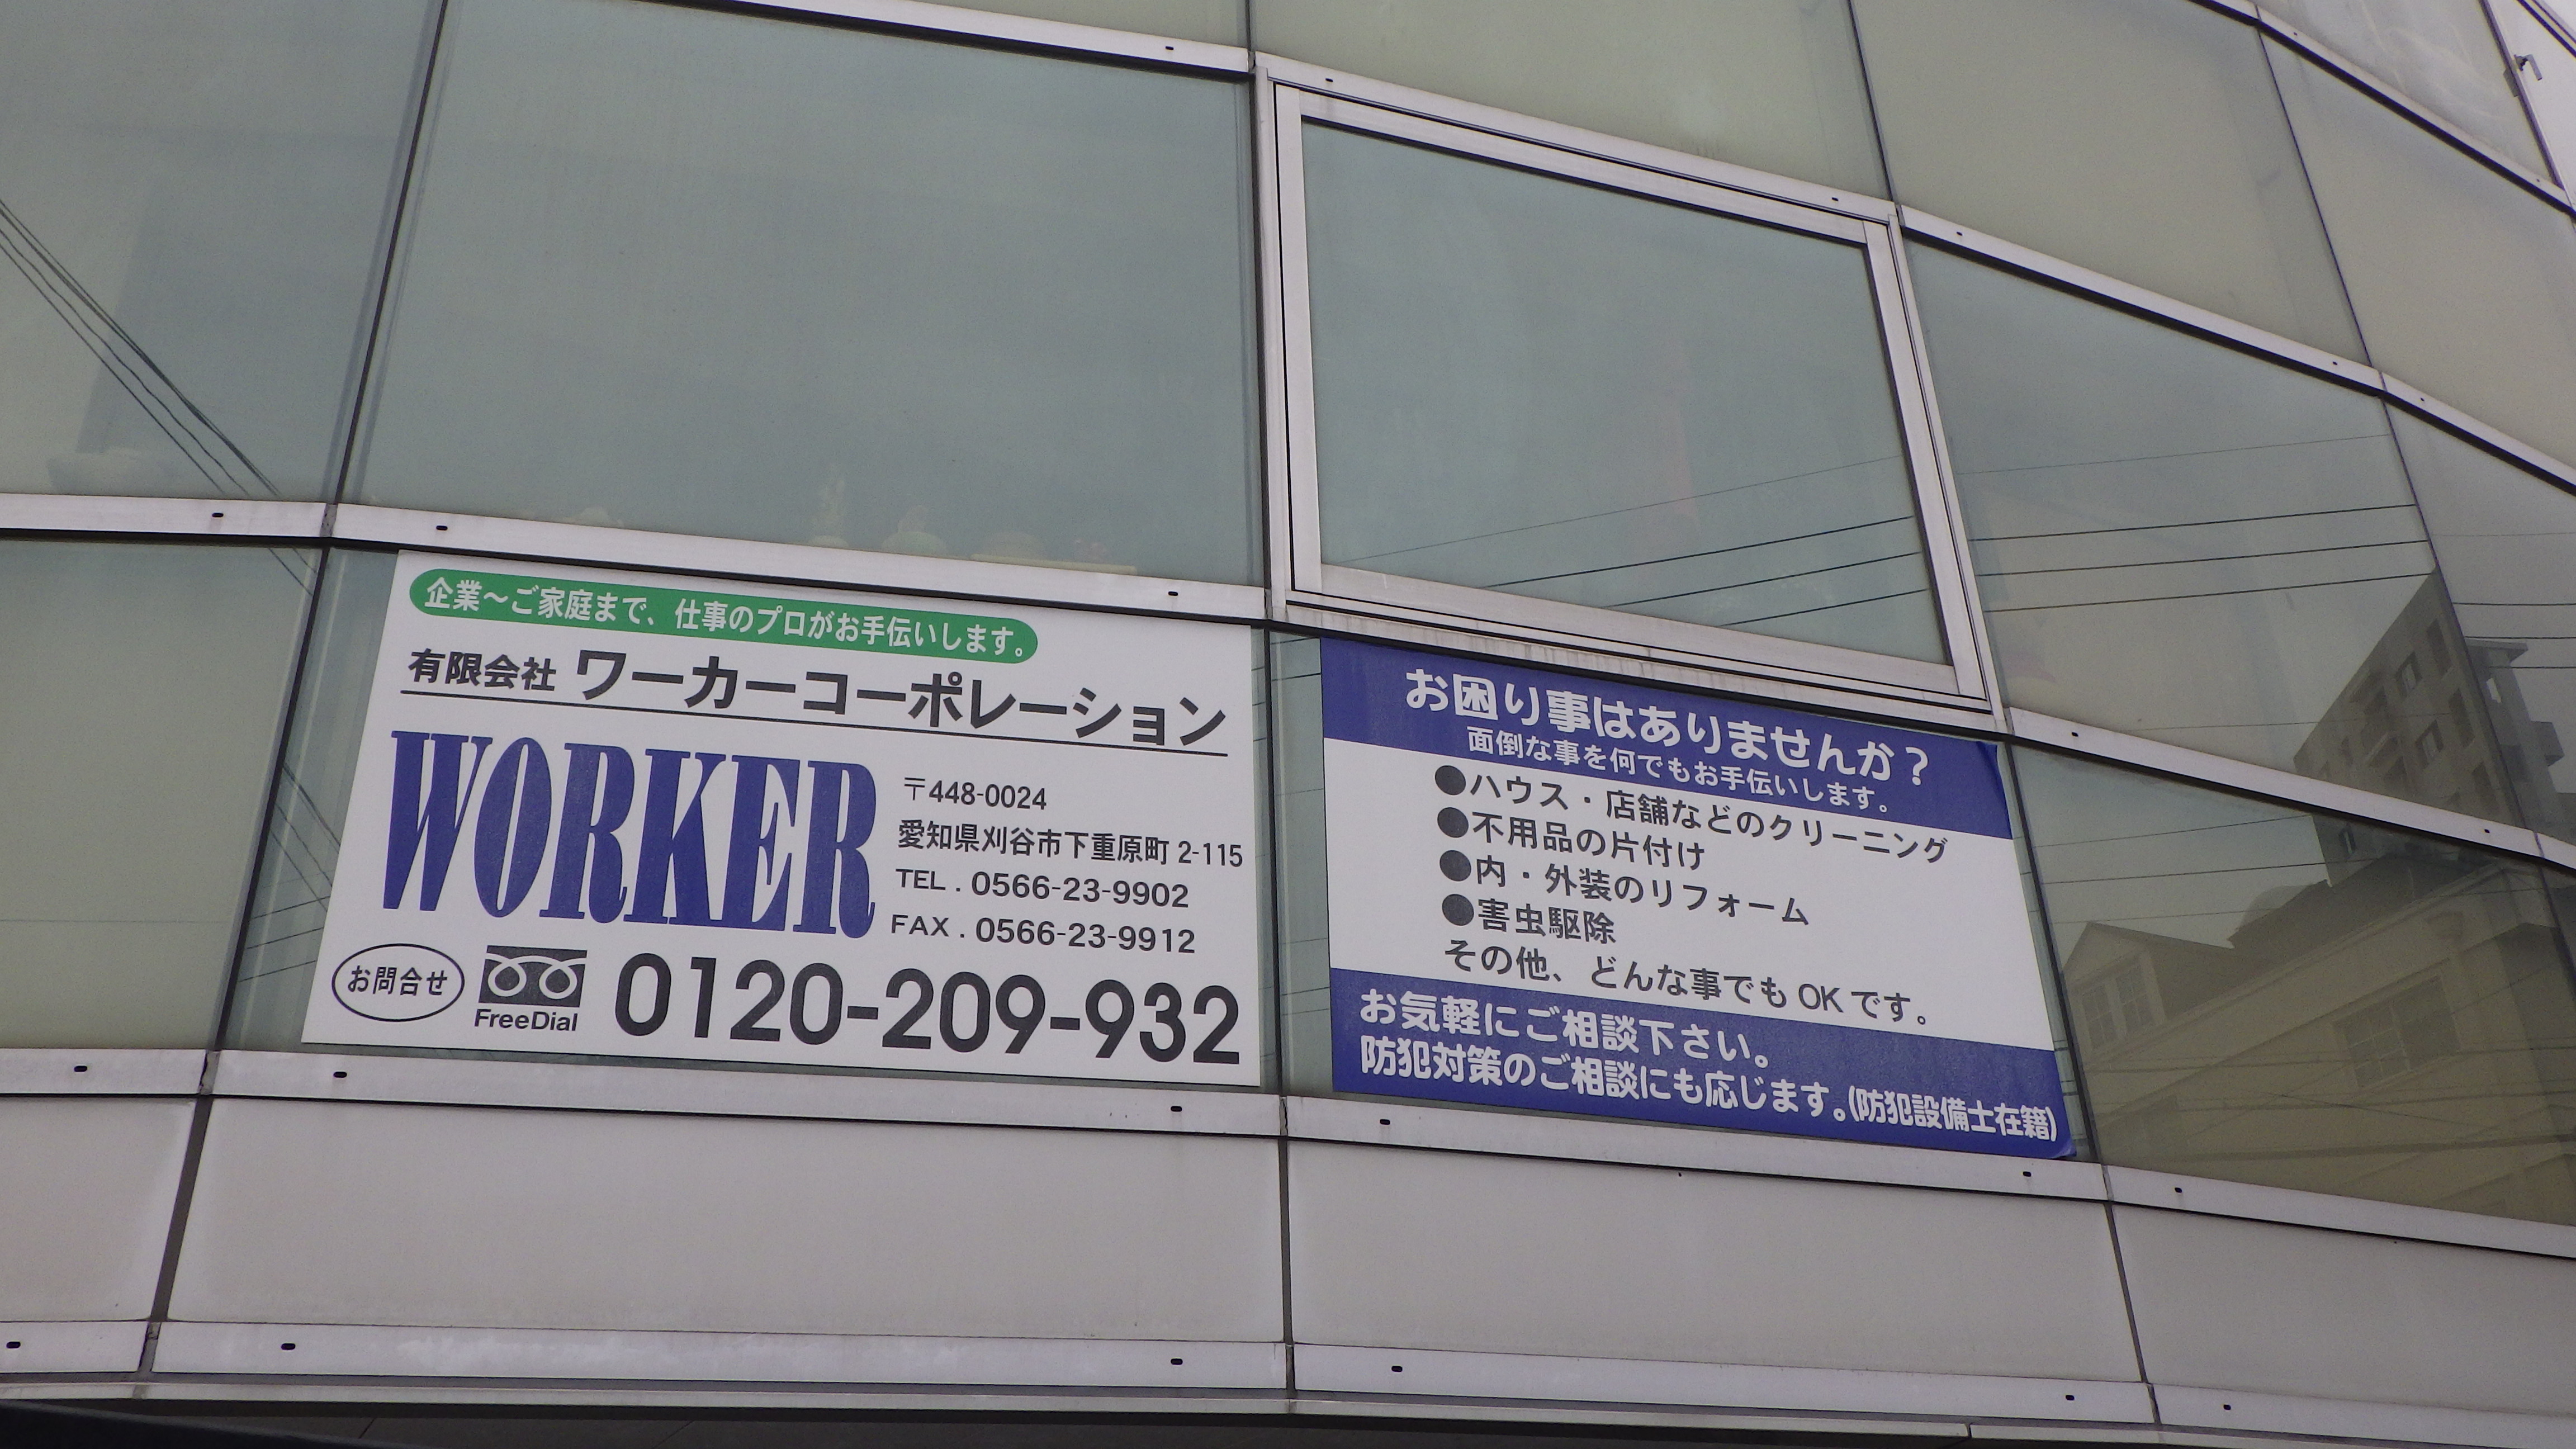 企業〜ご家庭まで、仕事のプロがお手伝いします。
有限会社 ワーカーコーポレーション
WORKER
〒448-0024
愛知県刈谷市下重原町 2-115
TEL . 0566-23-9902
FAX . 0566-23-9912
お問合せ
FreeDial
0120-209-932
お困り事はありませんか？
面倒な事を何でもお手伝いします。
●ハウス・店舗などのクリーニング
●不用品の片付け
●内・外装のリフォーム
●害虫駆除
その他、どんな事でも OK です。
お気軽にご相談下さい。
防犯対策のご相談にも応じます。(防犯設備士在籍)